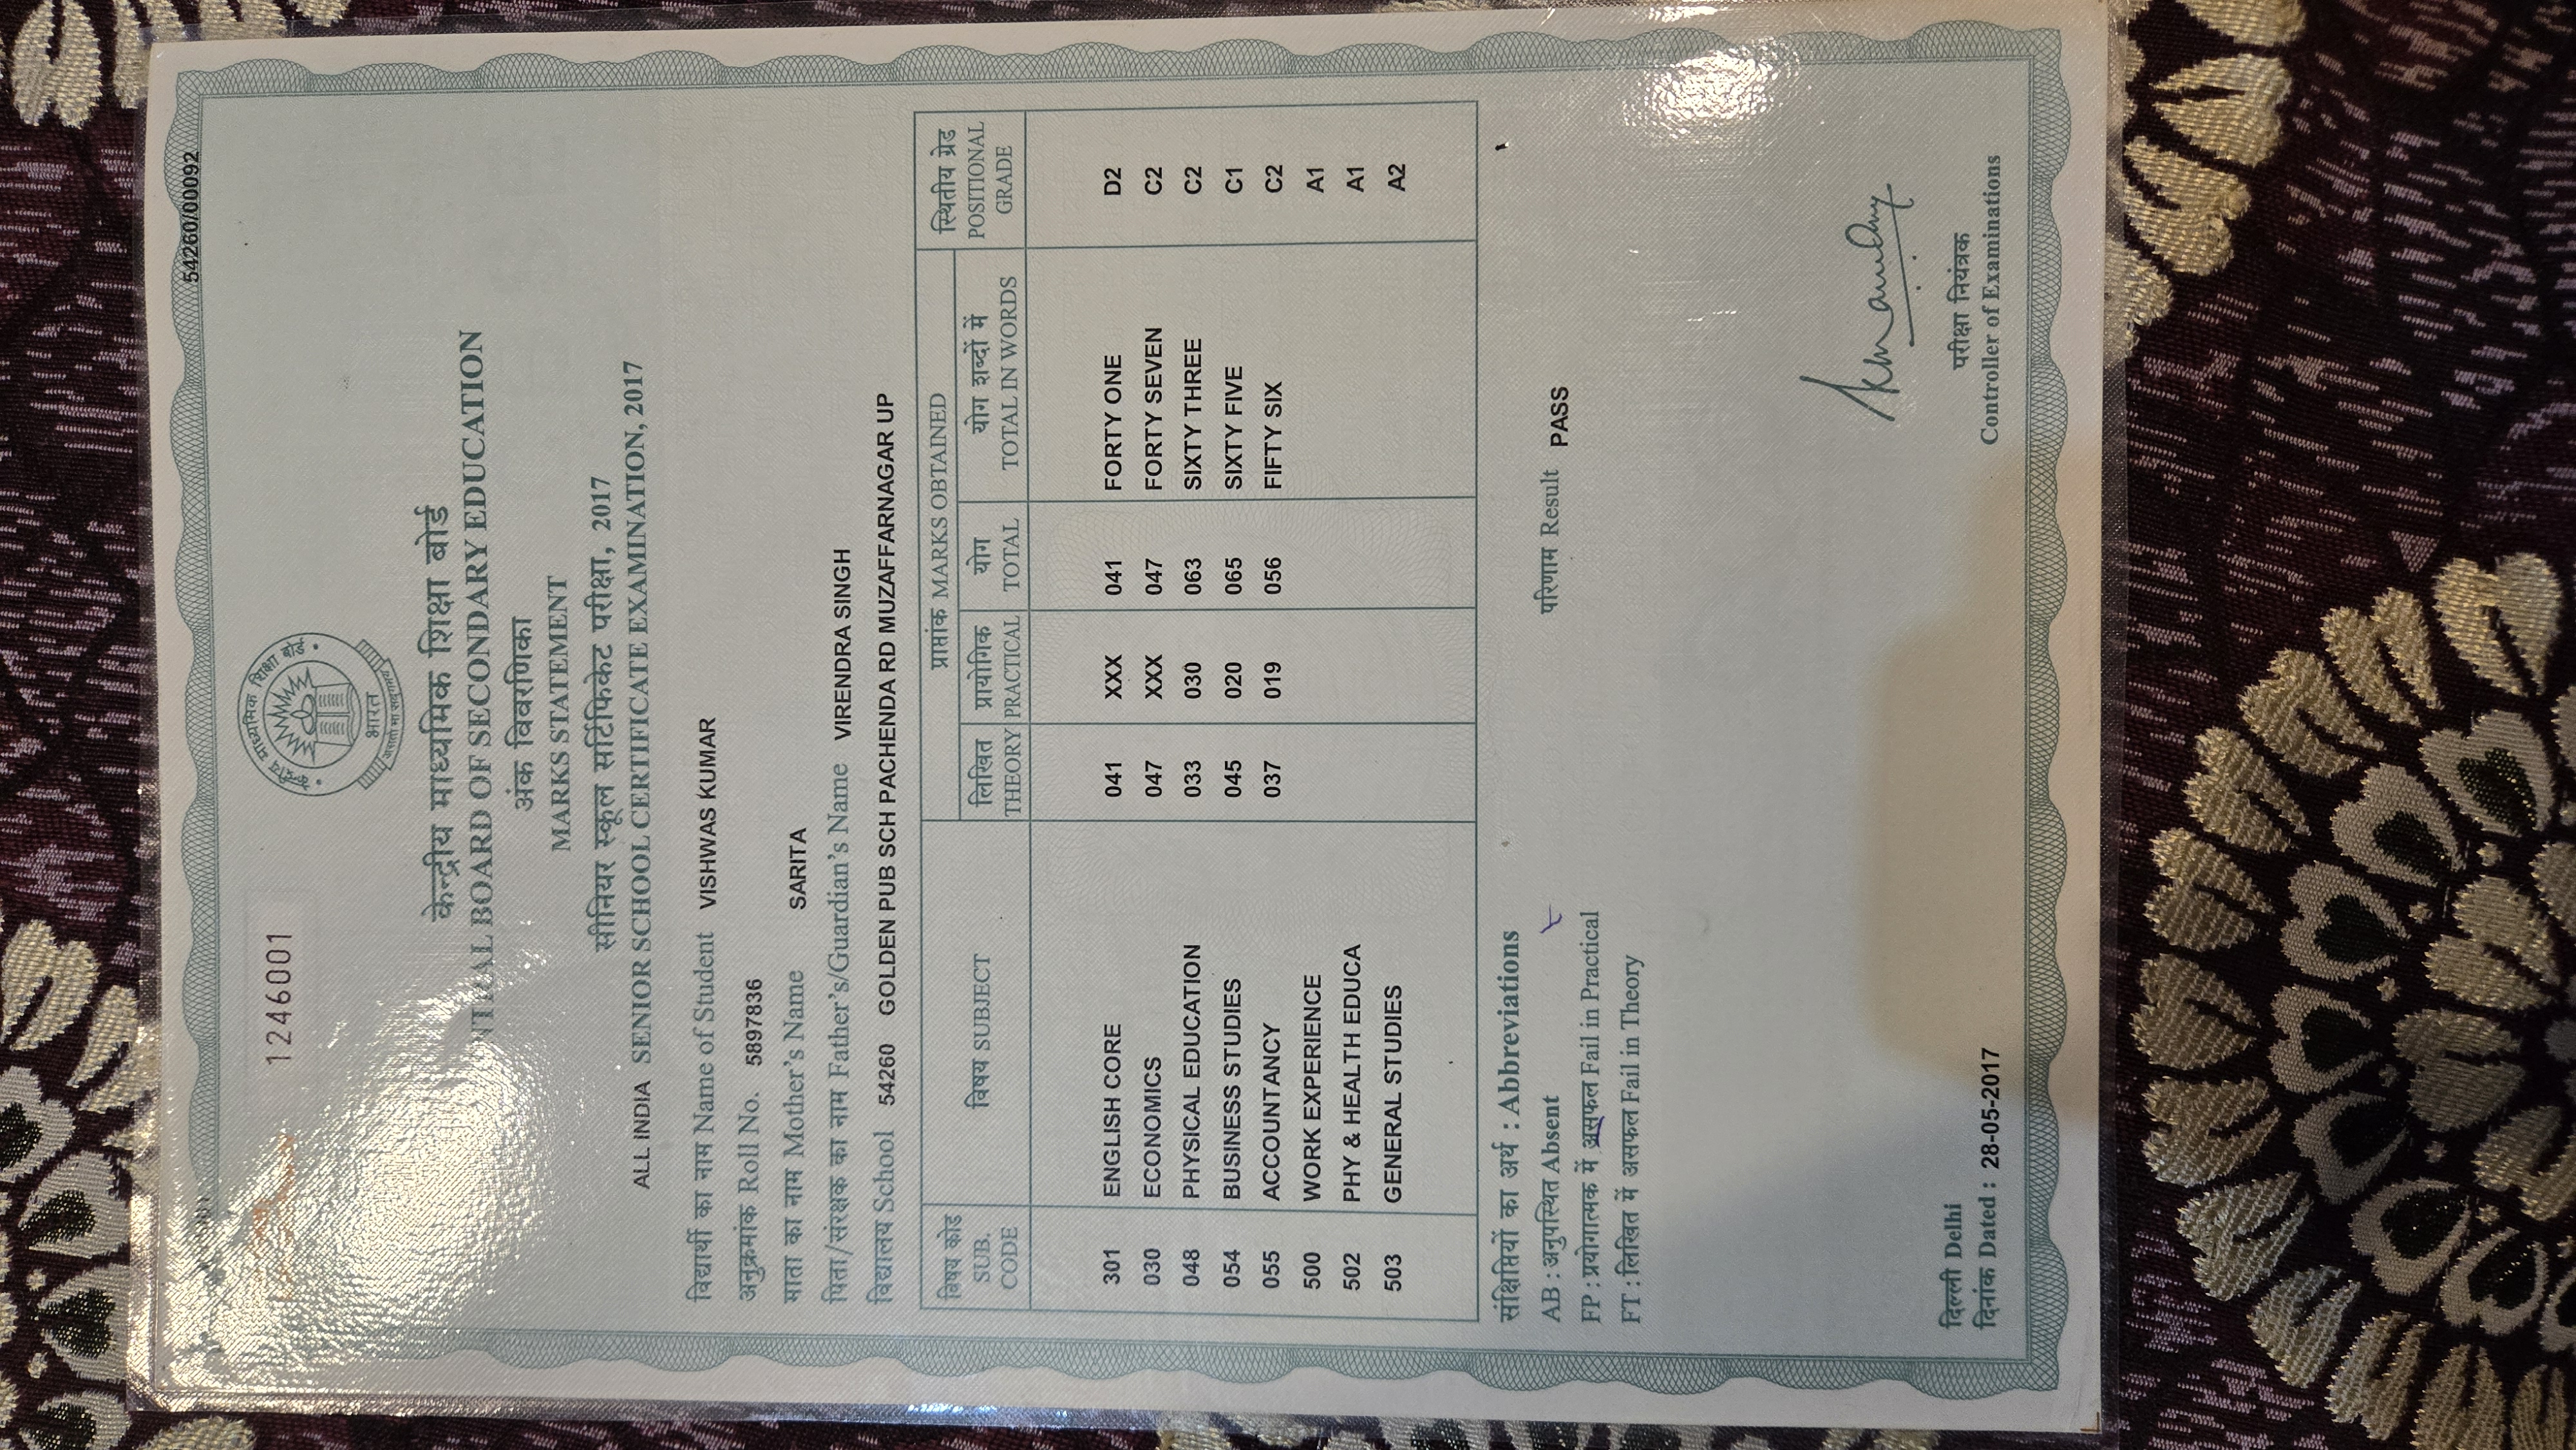 54260/00092
1246001
केन्द्रीय माध्यमिक शिक्षा बोर्ड
भारत
असतो मा सद्गमय
केन्द्रीय माध्यमिक शिक्षा बोर्ड
NTRAL BOARD OF SECONDARY EDUCATION
अंक विवरणिका
MARKS STATEMENT
सीनियर स्कूल सर्टिफिकेट परीक्षा, 2017
ALL INDIA SENIOR SCHOOL CERTIFICATE EXAMINATION, 2017
विद्यार्थी का नाम Name of Student VISHWAS KUMAR
अनुक्रमांक Roll No. 5897836
माता का नाम Mother's Name SARITA
पिता/संरक्षक का नाम Father's/Guardian's Name VIRENDRA SINGH
विद्यालय School 54260 GOLDEN PUB SCH PACHENDA RD MUZAFFARNAGAR UP
विषय कोड SUB. CODE
विषय SUBJECT
प्राप्तांक MARKS OBTAINED
लिखित THEORY
प्रायोगिक PRACTICAL
योग TOTAL
योग शब्दों में TOTAL IN WORDS
स्थितीय ग्रेड POSITIONAL GRADE
301 ENGLISH CORE 041 XXX 041 FORTY ONE D2
030 ECONOMICS 047 XXX 047 FORTY SEVEN C2
048 PHYSICAL EDUCATION 033 030 063 SIXTY THREE C2
054 BUSINESS STUDIES 045 020 065 SIXTY FIVE C1
055 ACCOUNTANCY 037 019 056 FIFTY SIX C2
500 WORK EXPERIENCE A1
502 PHY & HEALTH EDUCA A1
503 GENERAL STUDIES A2
संक्षिप्तियों का अर्थ : Abbreviations
AB : अनुपस्थित Absent
परिणाम Result PASS
FP : प्रयोगात्मक में असफल Fail in Practical
FT : लिखित में असफल Fail in Theory
दिल्ली Delhi
दिनांक Dated : 28-05-2017
परीक्षा नियंत्रक
Controller of Examinations